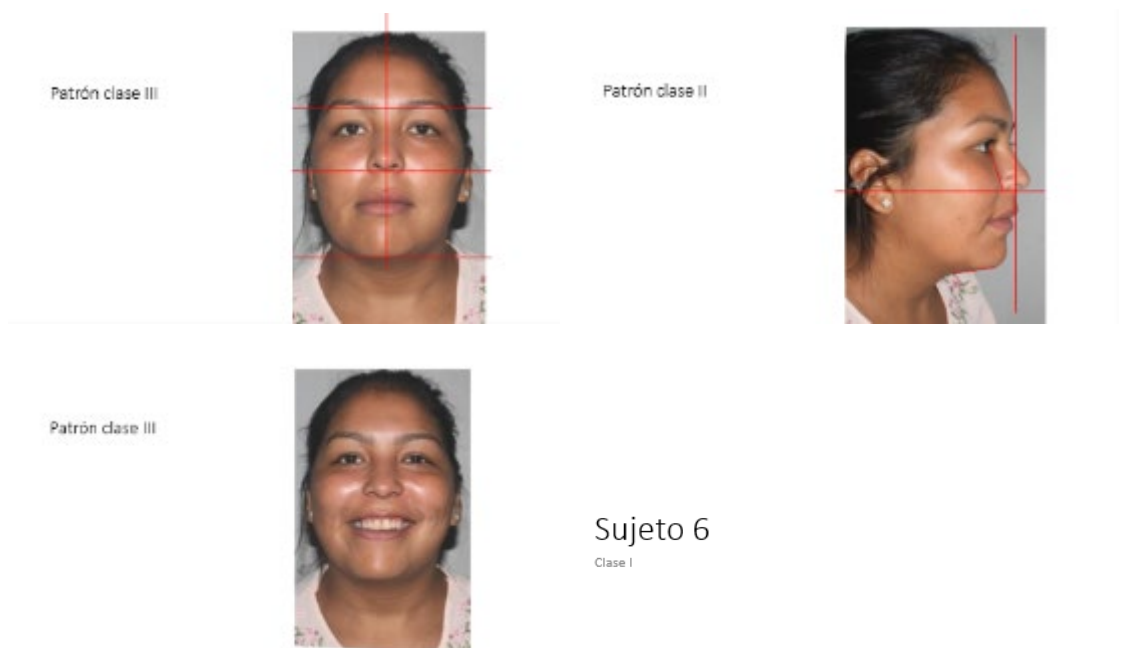 Patrón clase III
Patrón clase II
Patrón clase III
Sujeto 6
Clase I